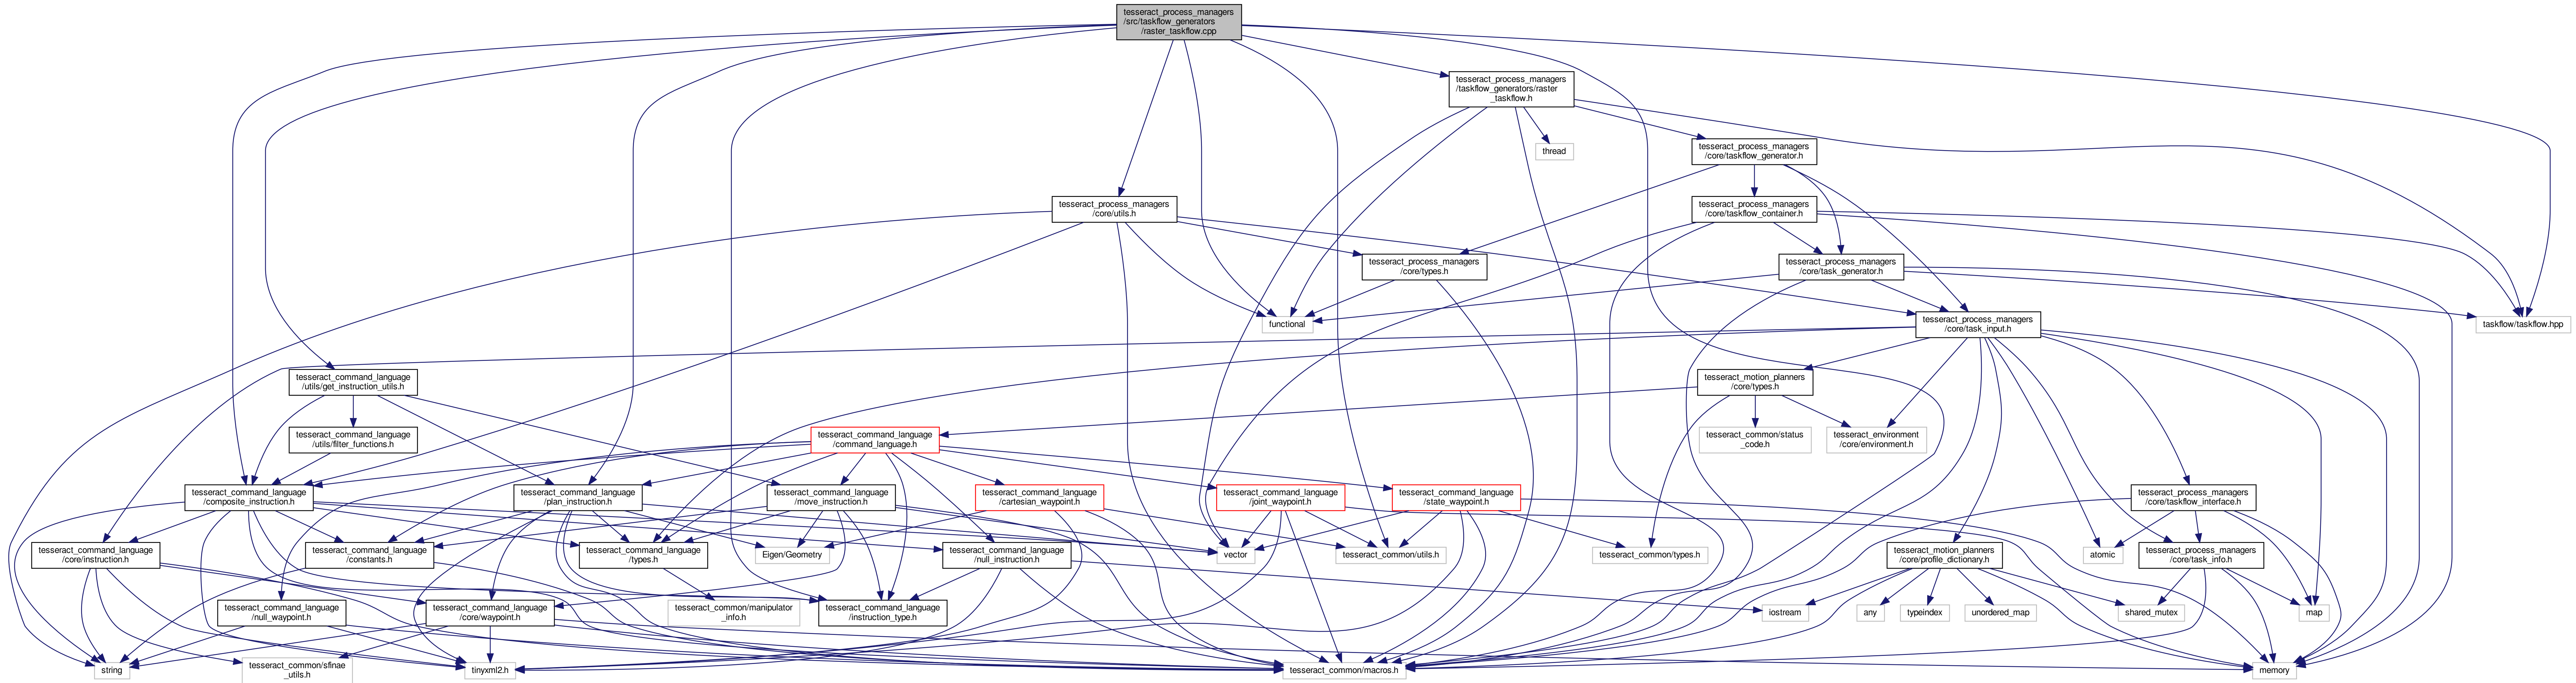 tesseract_process_managers
/src/taskflow_generators
/raster_taskflow.cpp
tesseract_process_managers
/taskflow_generators/raster
_taskflow.h
thread
tesseract_process_managers
/core/taskflow_generator.h
tesseract_process_managers
/core/utils.h
tesseract_process_managers
/core/taskflow_container.h
tesseract_process_managers
/core/types.h
tesseract_process_managers
/core/task_generator.h
functional
tesseract_process_managers
/core/task_input.h
taskflow/taskflow.hpp
tesseract_command_language
/utils/get_instruction_utils.h
tesseract_motion_planners
/core/types.h
tesseract_command_language
/utils/filter_functions.h
tesseract_command_language
/command_language.h
tesseract_common/status
_code.h
tesseract_environment
/core/environment.h
tesseract_command_language
/composite_instruction.h
tesseract_command_language
/plan_instruction.h
tesseract_command_language
/move_instruction.h
tesseract_command_language
/cartesian_waypoint.h
tesseract_command_language
/joint_waypoint.h
tesseract_command_language
/state_waypoint.h
tesseract_process_managers
/core/taskflow_interface.h
tesseract_command_language
/core/instruction.h
tesseract_command_language
/constants.h
tesseract_command_language
/types.h
Eigen/Geometry
tesseract_command_language
/null_instruction.h
vector
tesseract_common/utils.h
tesseract_common/types.h
tesseract_motion_planners
/core/profile_dictionary.h
atomic
tesseract_process_managers
/core/task_info.h
tesseract_command_language
/null_waypoint.h
tesseract_command_language
/core/waypoint.h
tesseract_common/manipulator
_info.h
tesseract_command_language
/instruction_type.h
iostream
any
typeindex
unordered_map
shared_mutex
map
string
tesseract_common/sfinae
_utils.h
tinyxml2.h
tesseract_common/macros.h
memory